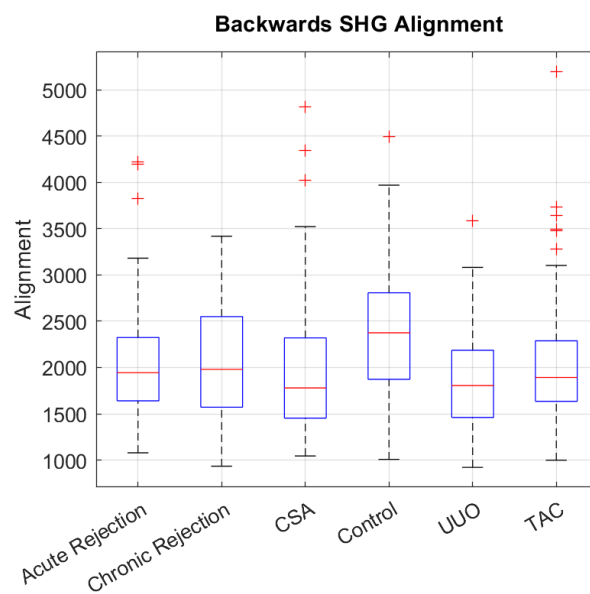 Backwards SHG Alignment
5000
4500
4000
3500
3000
2500
2000
1500
1000
Alignment
Acute Rejection
Chronic Rejection
CSA
Control
UUO
TAC